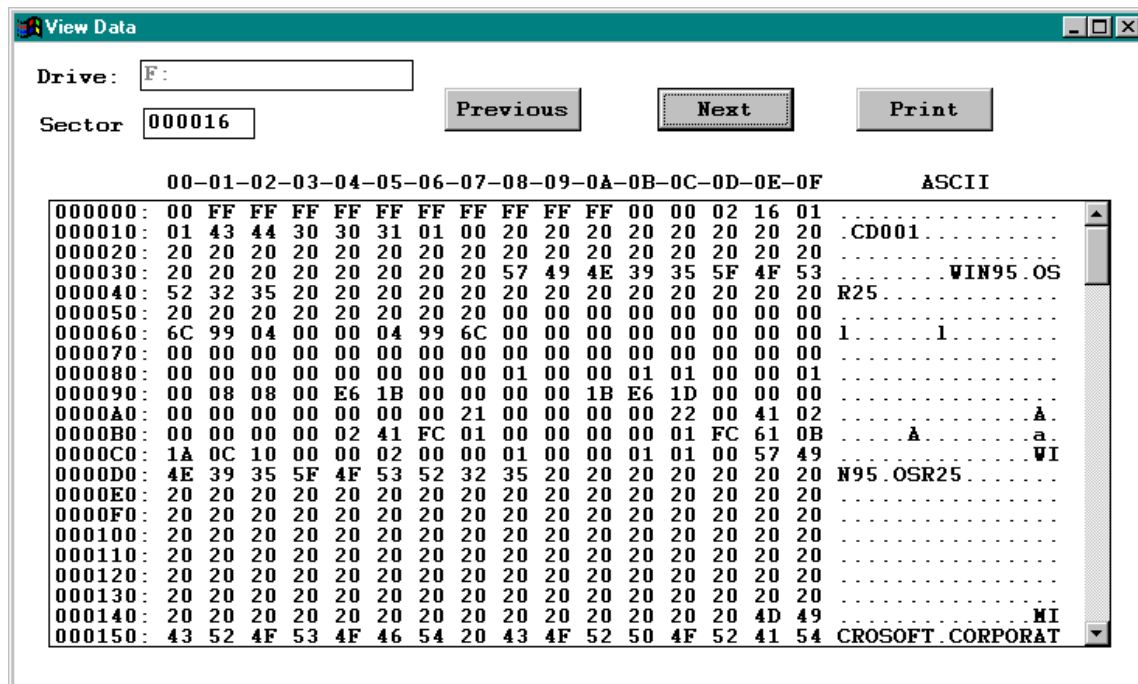 View Data
Drive: F:
Previous Next Print
Sector 000016
00-01-02-03-04-05-06-07-08-09-0A-0B-0C-0D-0E-0F ASCII
000000: 00 FF FF FF FF FF FF FF FF FF FF 00 00 02 16 01 ................
000010: 01 43 44 30 30 31 01 00 20 20 20 20 20 20 20 20 .CD001..........
000020: 20 20 20 20 20 20 20 20 20 20 20 20 20 20 20 20 ................
000030: 20 20 20 20 20 20 20 20 57 49 4E 39 35 5F 4F 53 ........WIN95.OS
000040: 52 32 35 20 20 20 20 20 20 20 20 20 20 20 20 20 R25.............
000050: 20 20 20 20 20 20 20 20 00 00 00 00 00 00 00 00 ................
000060: 6C 99 04 00 00 04 99 6C 00 00 00 00 00 00 00 00 l......l........
000070: 00 00 00 00 00 00 00 00 00 00 00 00 00 00 00 00 ................
000080: 00 00 00 00 00 00 00 00 01 00 00 01 01 00 00 01 ................
000090: 00 08 08 00 E6 1B 00 00 00 00 1B E6 1D 00 00 00 ................
0000A0: 00 00 00 00 00 00 00 21 00 00 00 00 22 00 41 02 ..............A.
0000B0: 00 00 00 00 02 41 FC 01 00 00 00 01 FC 61 0B .....A........a.
0000C0: 1A 0C 10 00 00 02 00 00 01 00 00 01 01 00 57 49 ..............WI
0000D0: 4E 39 35 5F 4F 53 52 32 35 20 20 20 20 20 20 20 N95.OSR25.......
0000E0: 20 20 20 20 20 20 20 20 20 20 20 20 20 20 20 20 ................
0000F0: 20 20 20 20 20 20 20 20 20 20 20 20 20 20 20 20 ................
000100: 20 20 20 20 20 20 20 20 20 20 20 20 20 20 20 20 ................
000110: 20 20 20 20 20 20 20 20 20 20 20 20 20 20 20 20 ................
000120: 20 20 20 20 20 20 20 20 20 20 20 20 20 20 20 20 ................
000130: 20 20 20 20 20 20 20 20 20 20 20 20 20 20 20 20 ................
000140: 20 20 20 20 20 20 20 20 20 20 20 20 20 20 4D 49 ..............MI
000150: 43 52 4F 53 4F 46 54 20 43 4F 52 50 4F 52 41 54 CROSOFT.CORPORAT